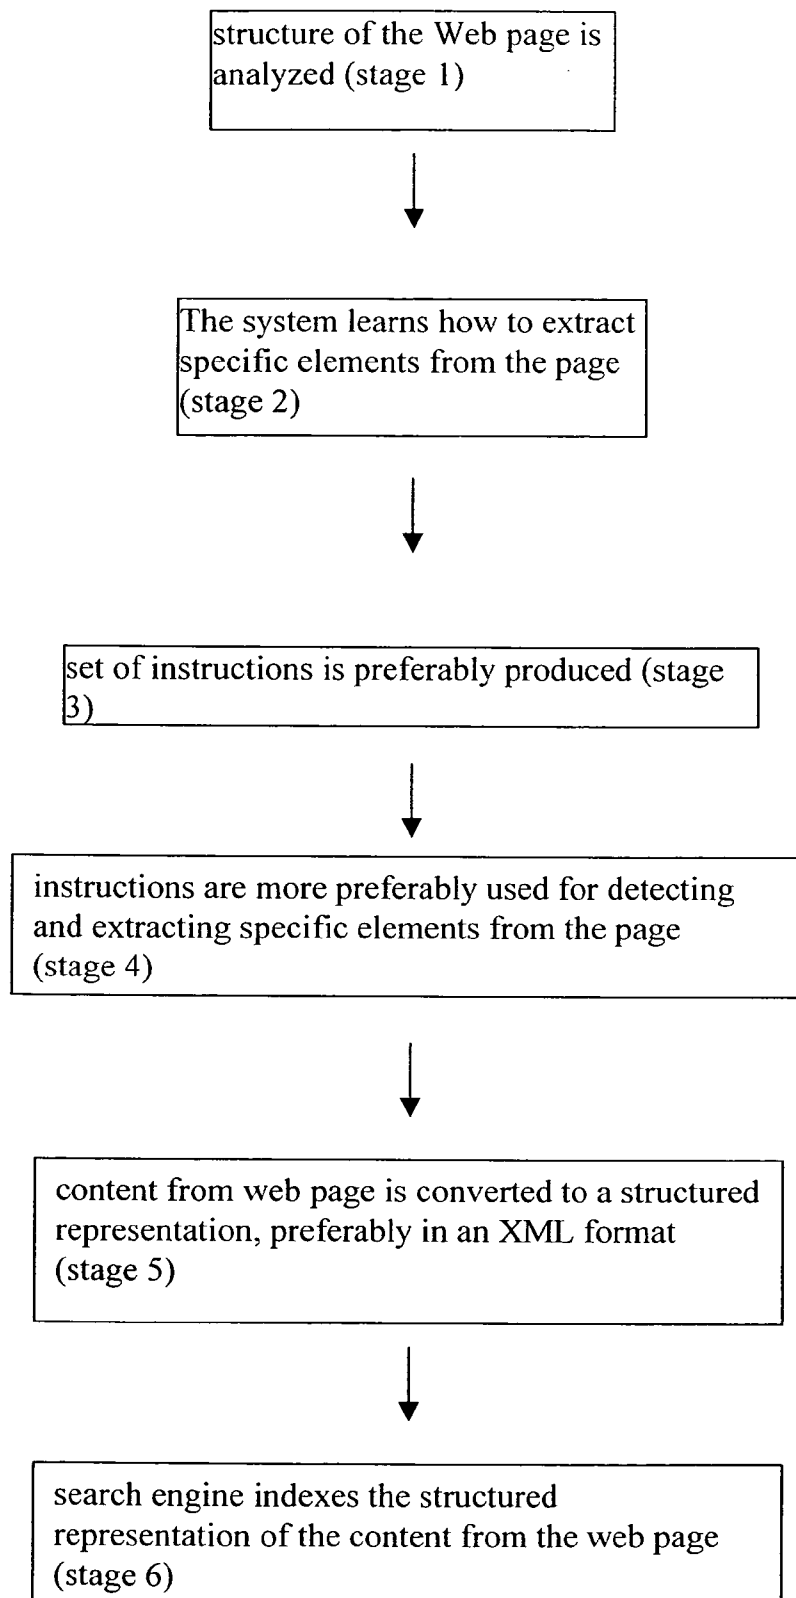 structure of the Web page is
analyzed (stage 1)
The system learns how to extract
specific elements from the page
(stage 2)
set of instructions is preferably produced (stage
3)
instructions are more preferably used for detecting
and extracting specific elements from the page
(stage 4)
content from web page is converted to a structured
representation, preferably in an XML format
(stage 5)
search engine indexes the structured
representation of the content from the web page
(stage 6)